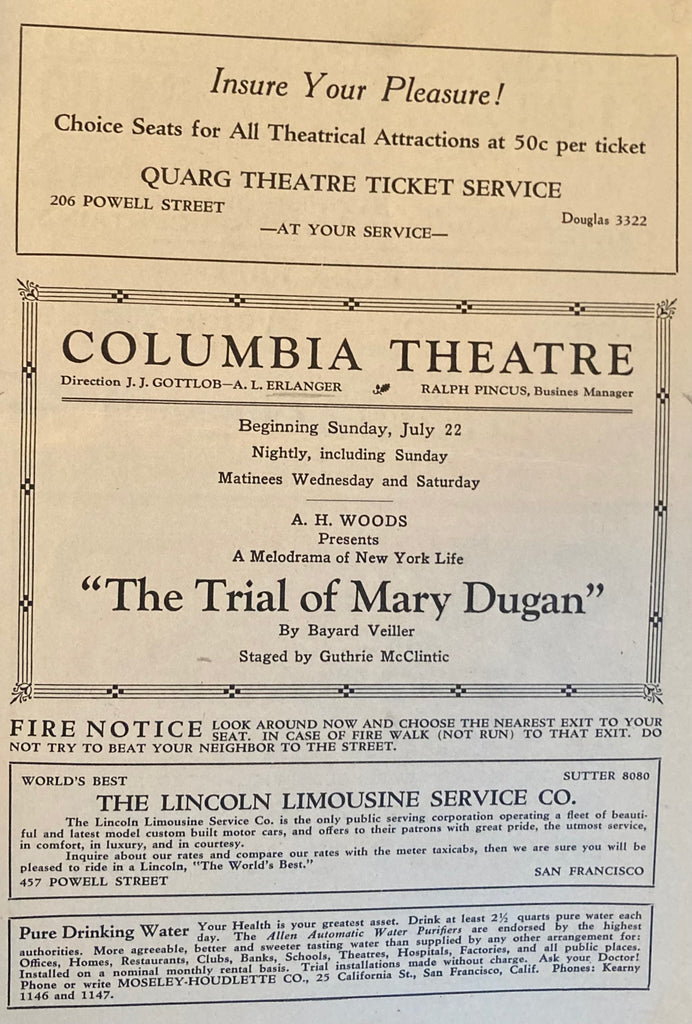 Insure Your Pleasure!
Choice Seats for All Theatrical Attractions at 50c per ticket
QUARG THEATRE TICKET SERVICE
206 POWELL STREET
Douglas 3322
—AT YOUR SERVICE—
COLUMBIA THEATRE
Direction J. J. GOTTLOB—A. L. ERLANGER
RALPH PINCUS, Busines Manager
Beginning Sunday, July 22
Nightly, including Sunday
Matinees Wednesday and Saturday
A. H. WOODS
Presents
A Melodrama of New York Life
"The Trial of Mary Dugan"
By Bayard Veiller
Staged by Guthrie McClintic
FIRE NOTICE LOOK AROUND NOW AND CHOOSE THE NEAREST EXIT TO YOUR
SEAT. IN CASE OF FIRE WALK (NOT RUN) TO THAT EXIT. DO
NOT TRY TO BEAT YOUR NEIGHBOR TO THE STREET.
WORLD'S BEST
SUTTER 8080
THE LINCOLN LIMOUSINE SERVICE CO.
The Lincoln Limousine Service Co. is the only public serving corporation operating a fleet of beauti-
ful and latest model custom built motor cars, and offers to their patrons with great pride, the utmost service,
in comfort, in luxury, and in courtesy.
Inquire about our rates and compare our rates with the meter taxicabs, then we are sure you will be
pleased to ride in a Lincoln, "The World's Best."
457 POWELL STREET
SAN FRANCISCO
Pure Drinking Water Your Health is your greatest asset. Drink at least 2½ quarts pure water each
day. The Allen Automatic Water Purifiers are endorsed by the highest
authorities. More agreeable, better and sweeter tasting water than supplied by any other arrangement for:
Offices, Homes, Restaurants, Clubs, Banks, Schools, Theatres, Hospitals, Factories, and all public places.
Installed on a nominal monthly rental basis. Trial installations made without charge. Ask your Doctor!
Phone or write MOSELEY-HOUDLETTE CO., 25 California St., San Francisco, Calif. Phones: Kearny
1146 and 1147.